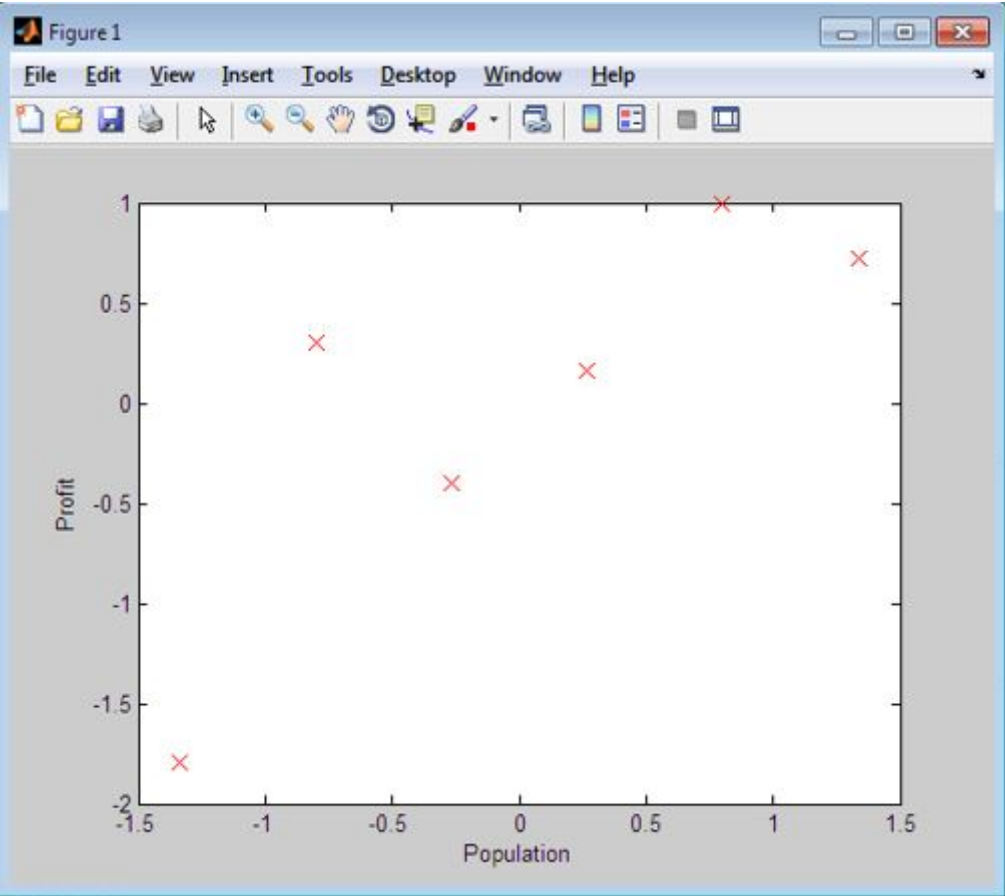 Figure 1
File Edit View Insert Tools Desktop Window Help
1
0.5
0
-0.5
-1
-1.5
-2
Profit
-1.5 -1 -0.5 0 0.5 1 1.5
Population